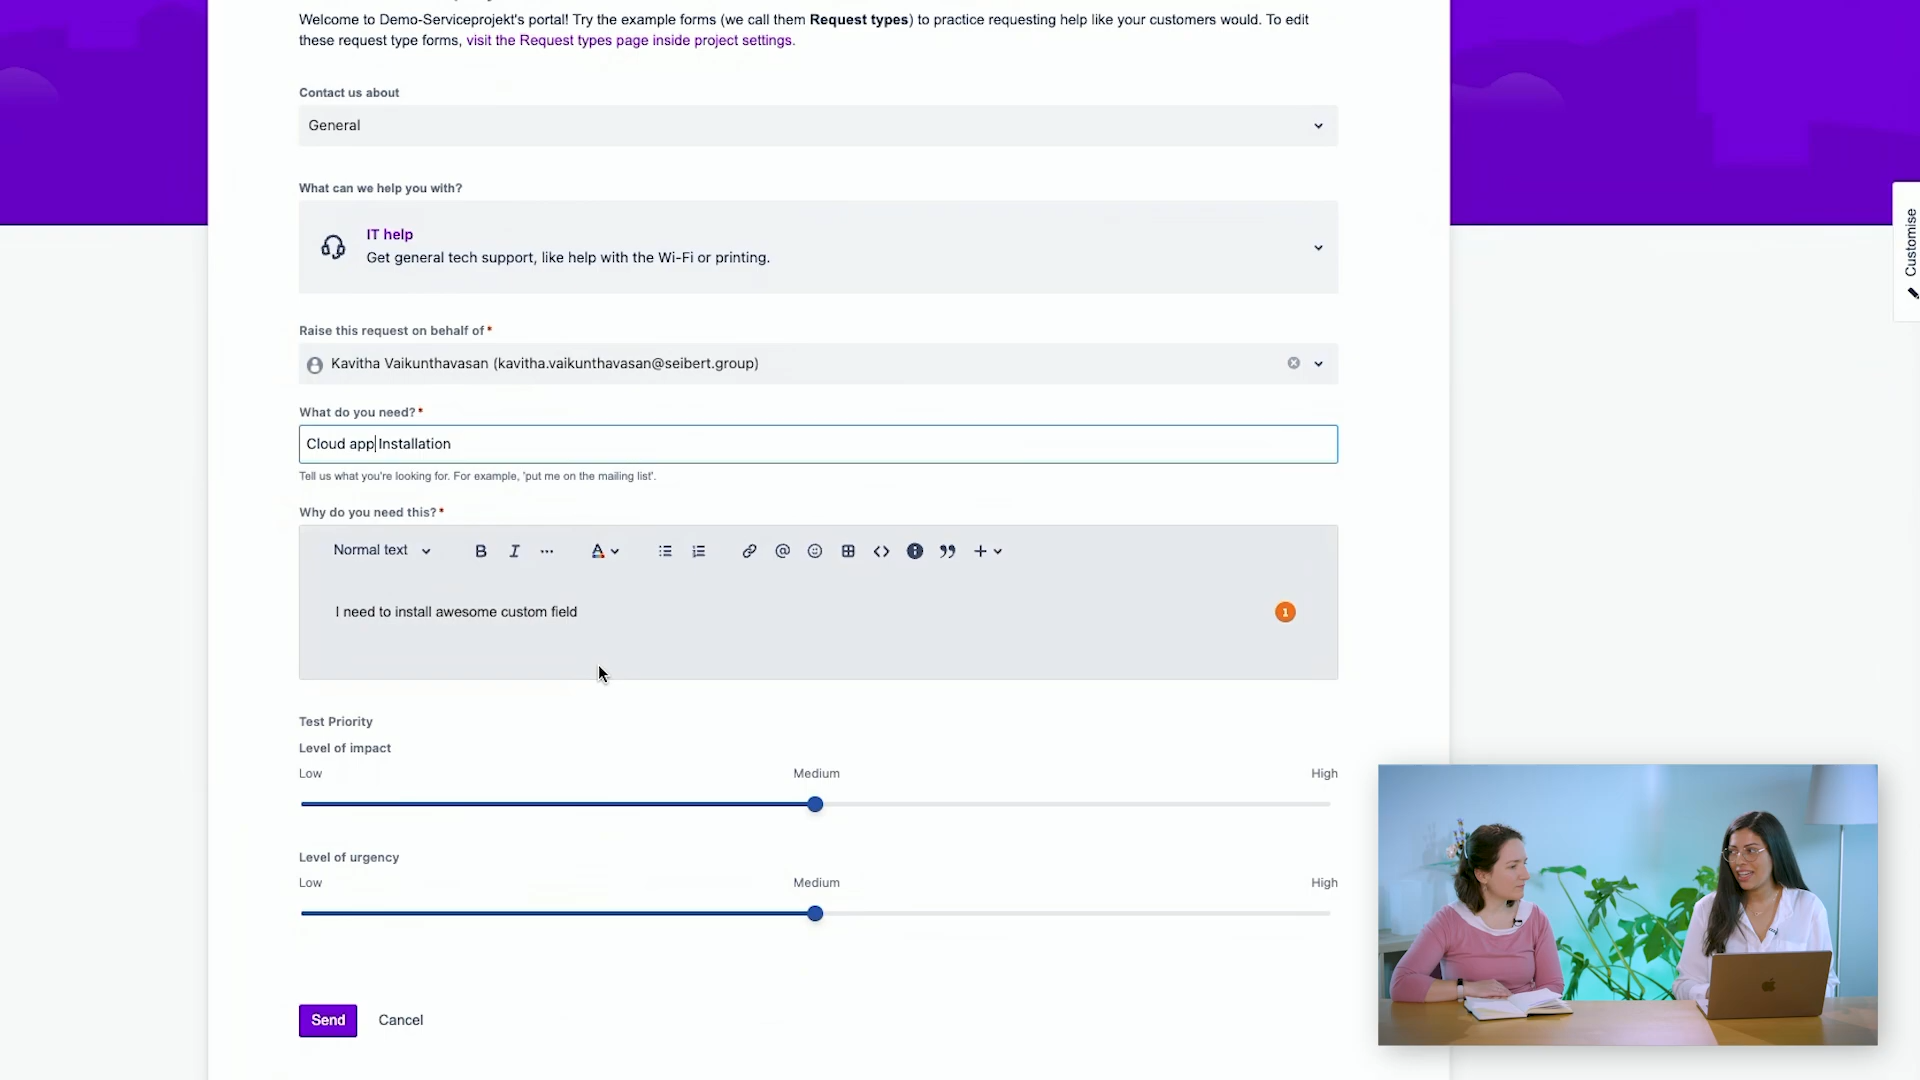 Welcome to Demo-Serviceprojekt's portal! Try the example forms (we call them Request types) to practice requesting help like your customers would. To edit
these request type forms, visit the Request types page inside project settings.
Contact us about
General
What can we help you with?
IT help
Get general tech support, like help with the Wi-Fi or printing.
Raise this request on behalf of*
Kavitha Vaikunthavasan (kavitha.vaikunthavasan@seibert.group)
What do you need?*
Cloud app Installation
Tell us what you're looking for. For example, 'put me on the mailing list'.
Why do you need this?*
Normal text
I need to install awesome custom field
1
Test Priority
Level of impact
Low Medium High
Level of urgency
Low Medium High
Send Cancel
Customise